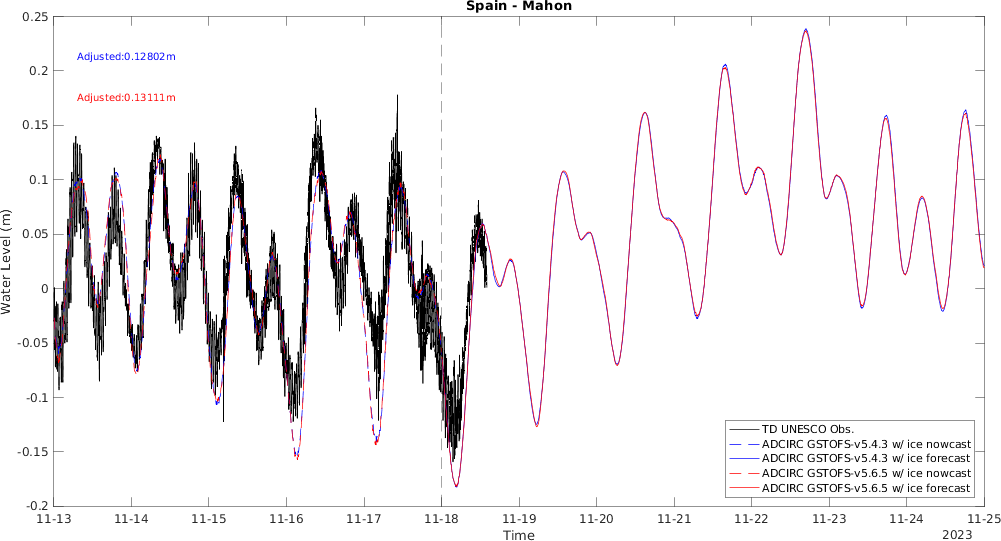 Spain - Mahon
0.25
0.2
0.15
0.1
0.05
0
-0.05
-0.1
-0.15
-0.2
Water Level (m)
Adjusted:0.12802m
Adjusted:0.13111m
TD UNESCO Obs.
ADCIRC GSTOFS-v5.4.3 w/ ice nowcast
ADCIRC GSTOFS-v5.4.3 w/ ice forecast
ADCIRC GSTOFS-v5.6.5 w/ ice nowcast
ADCIRC GSTOFS-v5.6.5 w/ ice forecast
11-13 11-14 11-15 11-16 11-17 11-18 11-19 11-20 11-21 11-22 11-23 11-24 11-25
Time
2023